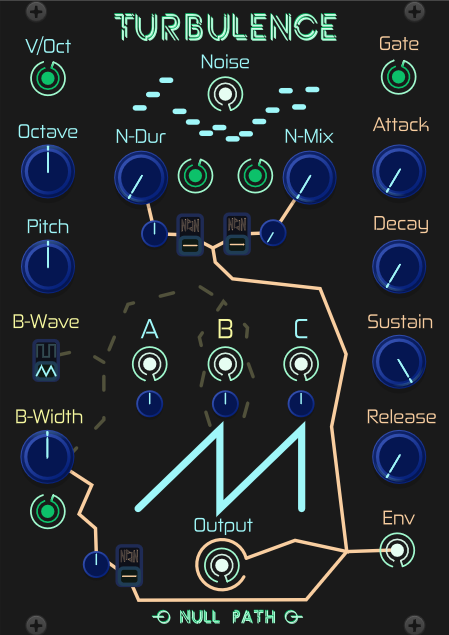 TURBULENCE
V/Oct
Noise
Gate
Octave
N-Dur
N-Mix
Attack
Pitch
Decay
B-Wave
A
B
C
Sustain
B-Width
Release
Output
Env
NULL PATH